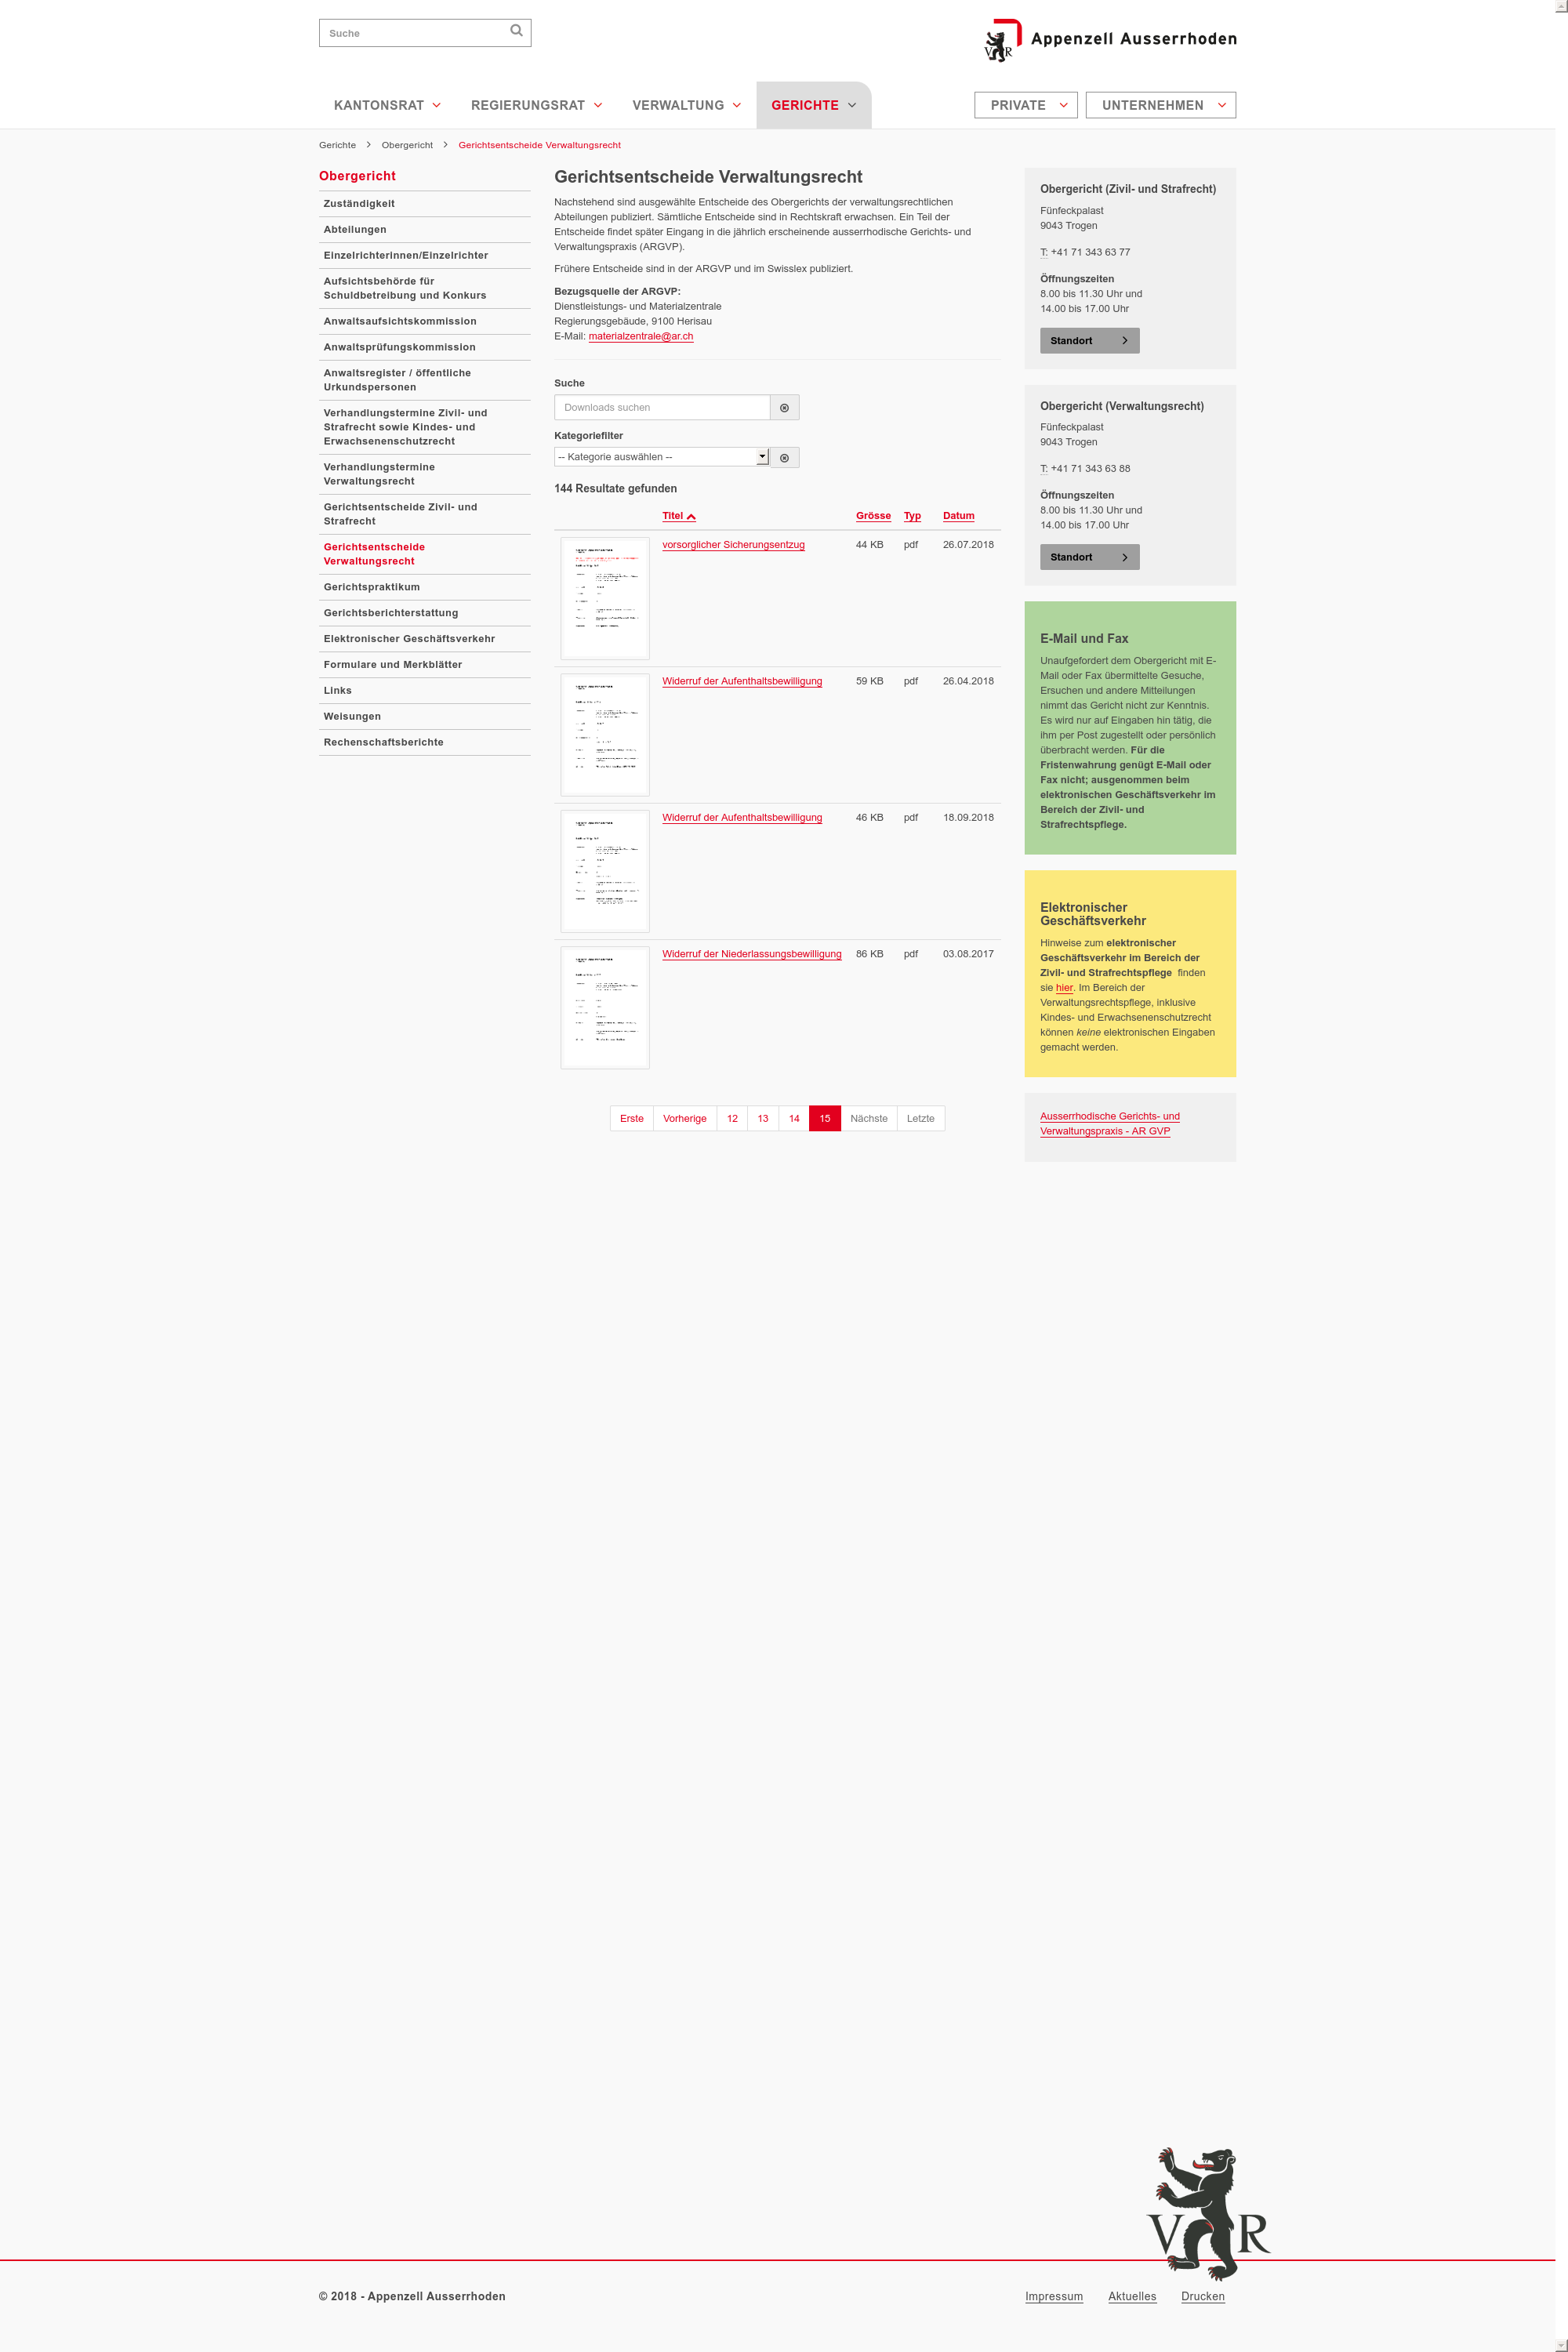 Suche
Appenzell Ausserrhoden
KANTONSRAT
REGIERUNGSRAT
VERWALTUNG
GERICHTE
PRIVATE
UNTERNEHMEN
Gerichte
Obergericht
Gerichtsentscheide Verwaltungsrecht
Obergericht
Zuständigkeit
Abteilungen
Einzelrichterinnen/Einzelrichter
Aufsichtsbehörde für
Schuldbetreibung und Konkurs
Anwaltsaufsichtskommission
Anwaltsprüfungskommission
Anwaltsregister / öffentliche
Urkundspersonen
Verhandlungstermine Zivil- und
Strafrecht sowie Kindes- und
Erwachsenenschutzrecht
Verhandlungstermine
Verwaltungsrecht
Gerichtsentscheide Zivil- und
Strafrecht
Gerichtsentscheide
Verwaltungsrecht
Gerichtspraktikum
Gerichtsberichterstattung
Elektronischer Geschäftsverkehr
Formulare und Merkblätter
Links
Weisungen
Rechenschaftsberichte
Gerichtsentscheide Verwaltungsrecht
Nachstehend sind ausgewählte Entscheide des Obergerichts der verwaltungsrechtlichen
Abteilungen publiziert. Sämtliche Entscheide sind in Rechtskraft erwachsen. Ein Teil der
Entscheide findet später Eingang in die jährlich erscheinende ausserrhodische Gerichts- und
Verwaltungspraxis (ARGVP).
Frühere Entscheide sind in der ARGVP und im Swisslex publiziert.
Bezugsquelle der ARGVP:
Dienstleistungs- und Materialzentrale
Regierungsgebäude, 9100 Herisau
E-Mail: materialzentrale@ar.ch
Suche
Downloads suchen
Kategoriefilter
-- Kategorie auswählen --
144 Resultate gefunden
Titel Grösse Typ Datum
vorsorglicher Sicherungsentzug 44 KB pdf 26.07.2018
Widerruf der Aufenthaltsbewilligung 59 KB pdf 26.04.2018
Widerruf der Aufenthaltsbewilligung 46 KB pdf 18.09.2018
Widerruf der Niederlassungsbewilligung 86 KB pdf 03.08.2017
Erste Vorherige 12 13 14 15 Nächste Letzte
Obergericht (Zivil- und Strafrecht)
Fünfeckpalast
9043 Trogen
T: +41 71 343 63 77
Öffnungszeiten
8.00 bis 11.30 Uhr und
14.00 bis 17.00 Uhr
Standort
Obergericht (Verwaltungsrecht)
Fünfeckpalast
9043 Trogen
T: +41 71 343 63 88
Öffnungszeiten
8.00 bis 11.30 Uhr und
14.00 bis 17.00 Uhr
Standort
E-Mail und Fax
Unaufgefordert dem Obergericht mit E-
Mail oder Fax übermittelte Gesuche,
Ersuchen und andere Mitteilungen
nimmt das Gericht nicht zur Kenntnis.
Es wird nur auf Eingaben hin tätig, die
ihm per Post zugestellt oder persönlich
überbracht werden. Für die
Fristenwahrung genügt E-Mail oder
Fax nicht; ausgenommen beim
elektronischen Geschäftsverkehr im
Bereich der Zivil- und
Strafrechtspflege.
Elektronischer
Geschäftsverkehr
Hinweise zum elektronischer
Geschäftsverkehr im Bereich der
Zivil- und Strafrechtspflege finden
sie hier. Im Bereich der
Verwaltungsrechtspflege, inklusive
Kindes- und Erwachsenenschutzrecht
können keine elektronischen Eingaben
gemacht werden.
Ausserrhodische Gerichts- und
Verwaltungspraxis - AR GVP
V R
© 2018 - Appenzell Ausserrhoden
Impressum Aktuelles Drucken